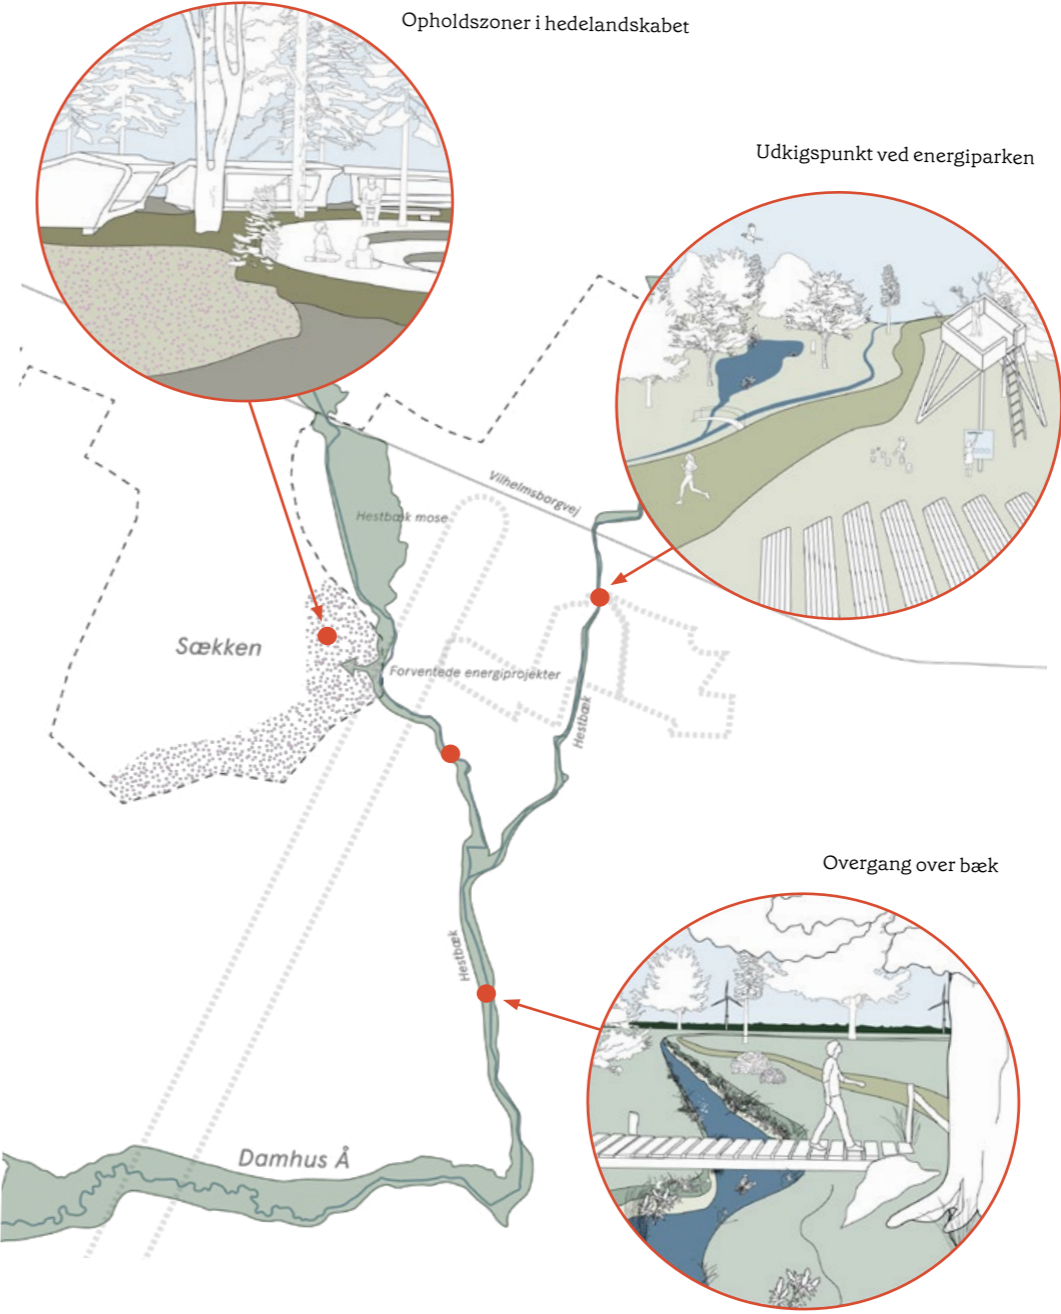 Opholdszoner i hedelandskabet
Udkigspunkt ved energiparken
Vilhelmsborgvej
Hestbæk mose
Sækken
Forventede energiprojekter
Hestbæk
Overgang over bæk
Hestbæk
Damhus Å